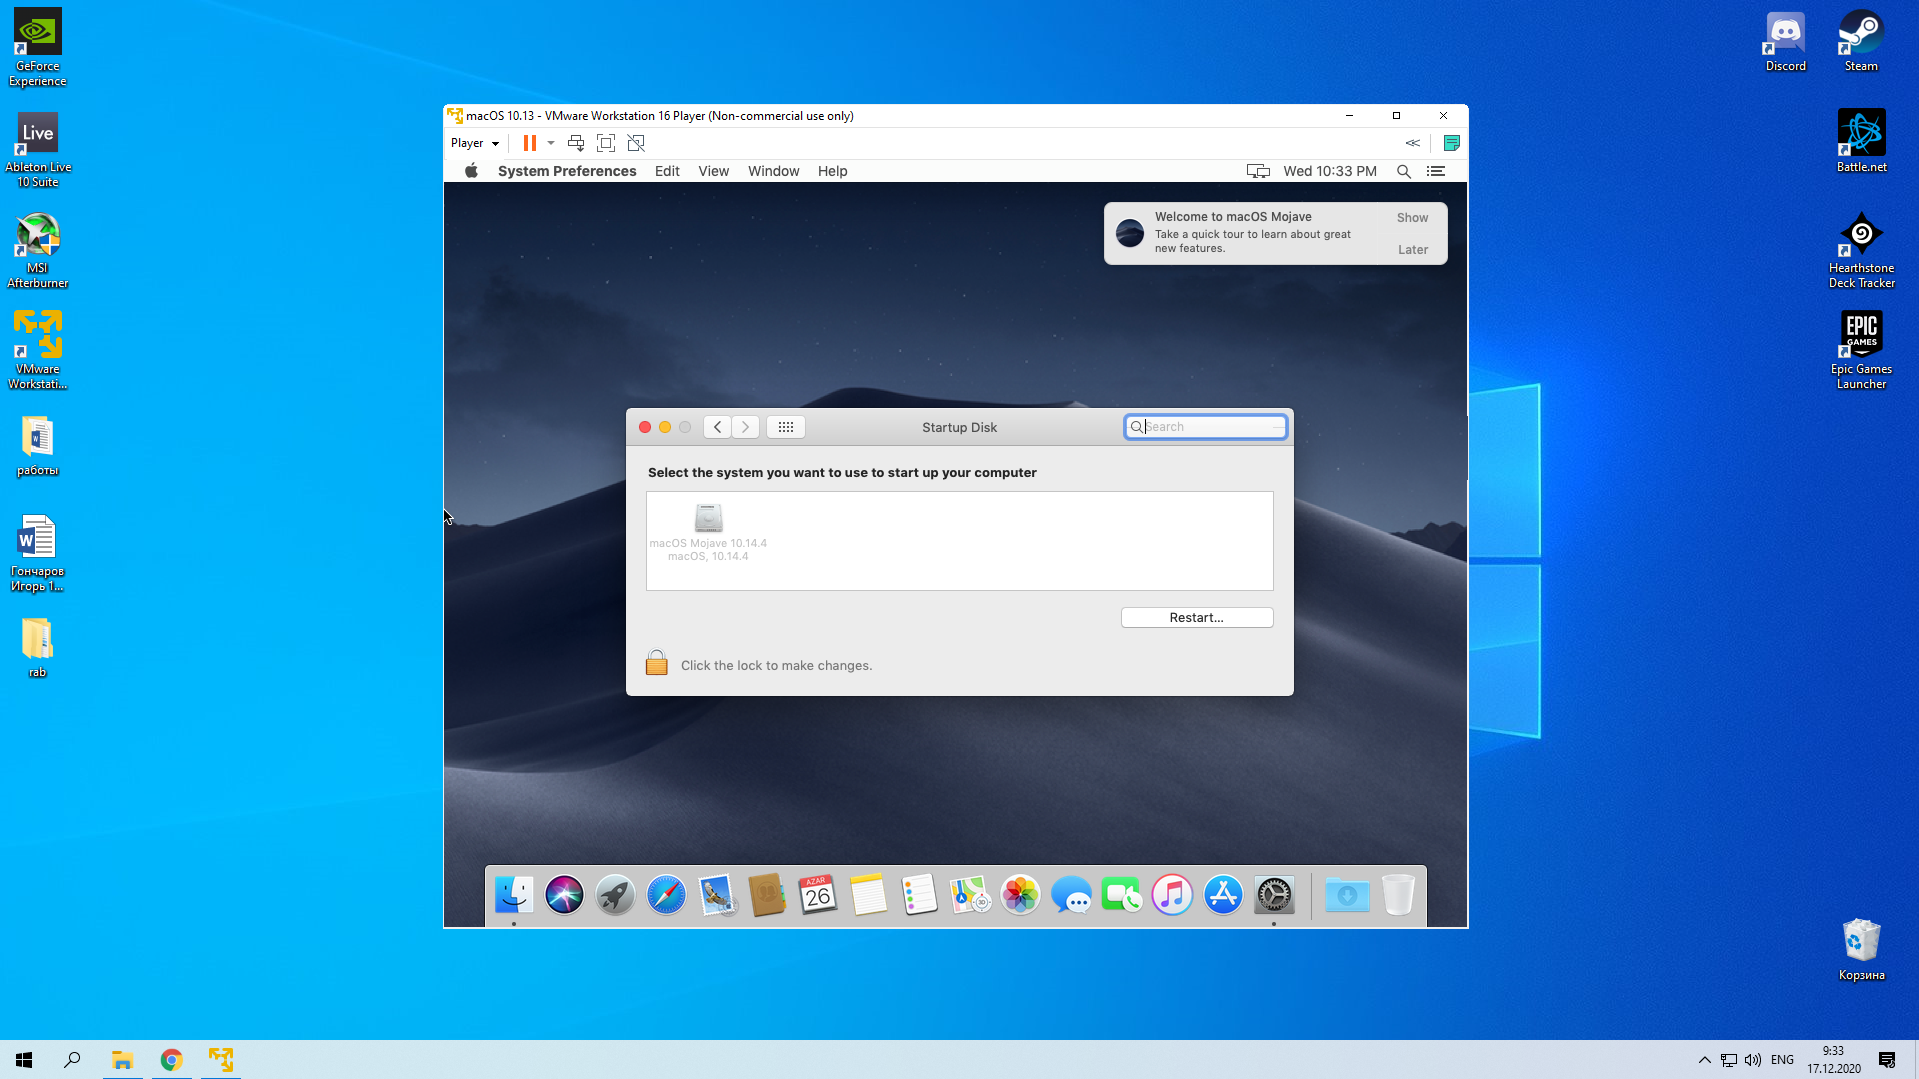 GeForce
Experience
Live
Ableton Live
10 Suite
MSI
Afterburner
VMware
Workstati...
работы
Гончаров
Игорь 1...
rab
Discord
Steam
Battle.net
Hearthstone
Deck Tracker
EPIC
GAMES
Epic Games
Launcher
Корзина
macOS 10.13 - VMware Workstation 16 Player (Non-commercial use only)
Player
System Preferences Edit View Window Help Wed 10:33 PM
Welcome to macOS Mojave Show
Take a quick tour to learn about great
new features. Later
Startup Disk Search
Select the system you want to use to start up your computer
macOS Mojave 10.14.4
macOS, 10.14.4
Restart...
Click the lock to make changes.
AZAR
26
3D
ENG
9:33
17.12.2020